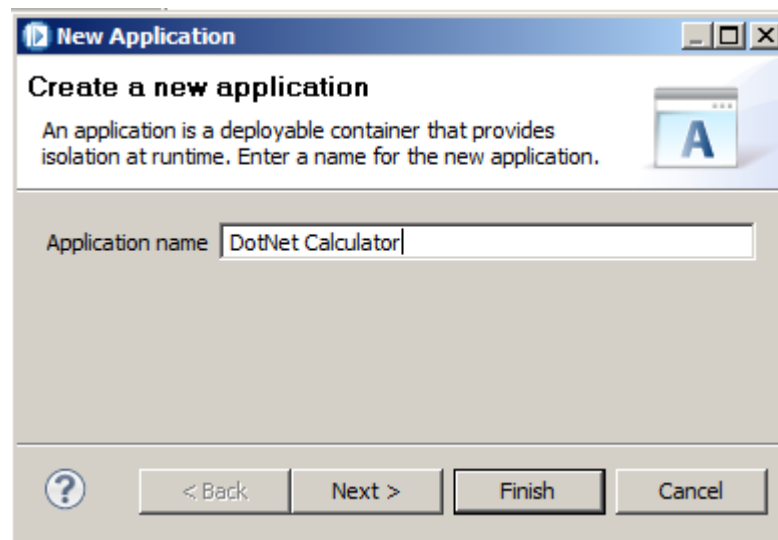 New Application
Create a new application
An application is a deployable container that provides
isolation at runtime. Enter a name for the new application.
A
Application name DotNet Calculator
? < Back Next > Finish Cancel